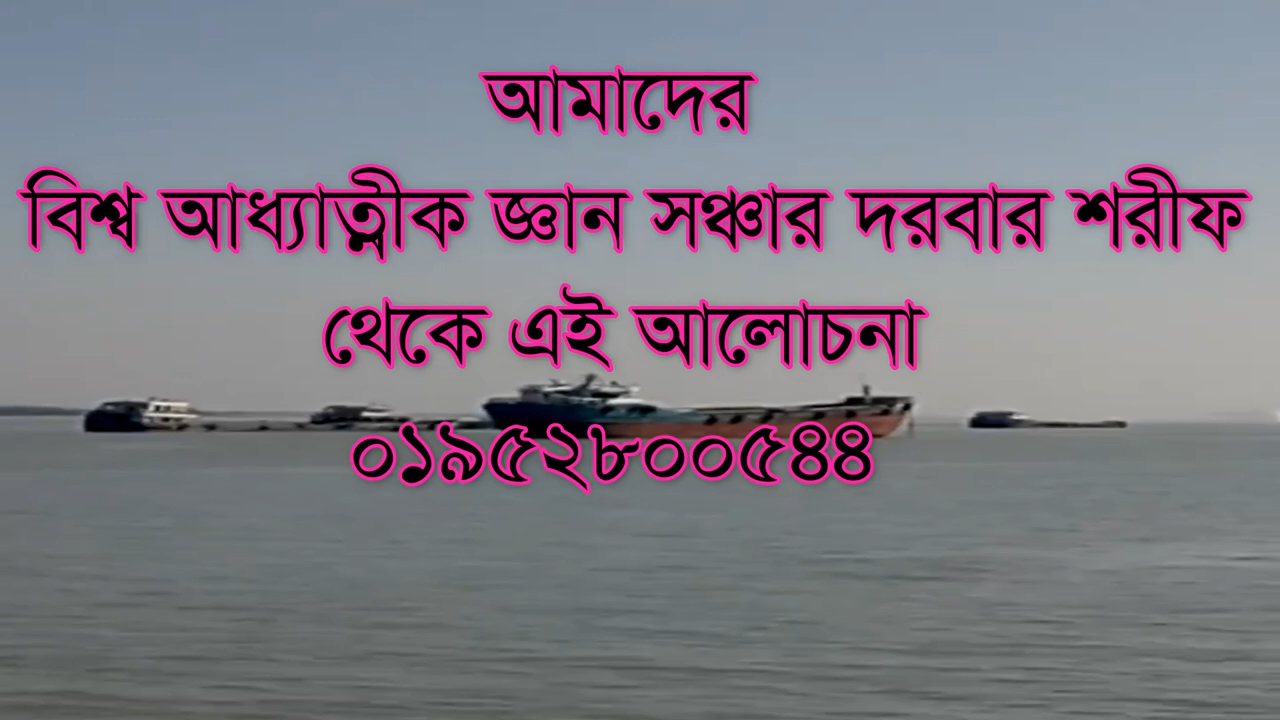 আমাদের
বিশ্ব আধ্যাত্নীক জ্ঞান সঞ্চার দরবার শরীফ
থেকে এই আলোচনা
০১৯৫২৮০০৫৪৪